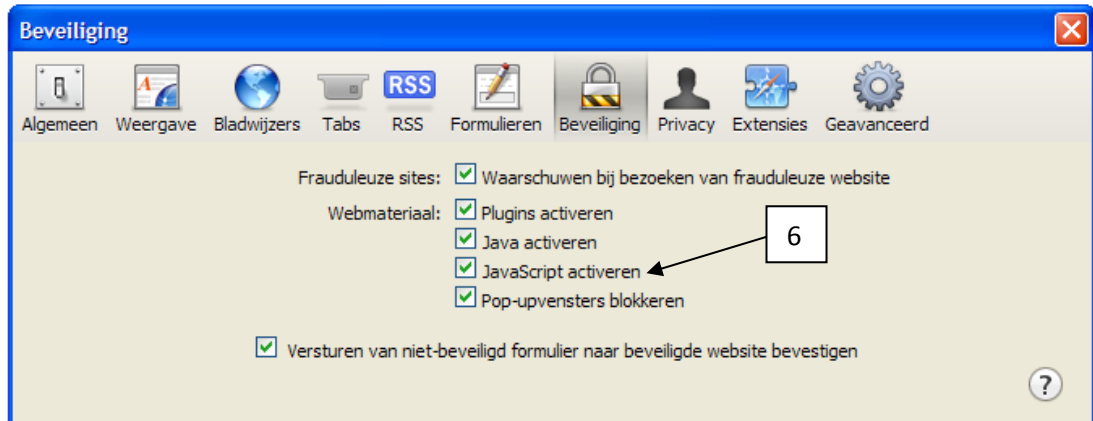 Beveiliging
RSS
Algemeen Weergave Bladwijzers Tabs RSS Formulieren Beveiliging Privacy Extensies Geavanceerd
Frauduleuze sites: Waarschuwen bij bezoeken van frauduleuze website
Webmateriaal: Plugins activeren
Java activeren
6
JavaScript activeren
Pop-upvensters blokkeren
Versturen van niet-beveiligd formulier naar beveiligde website bevestigen
?